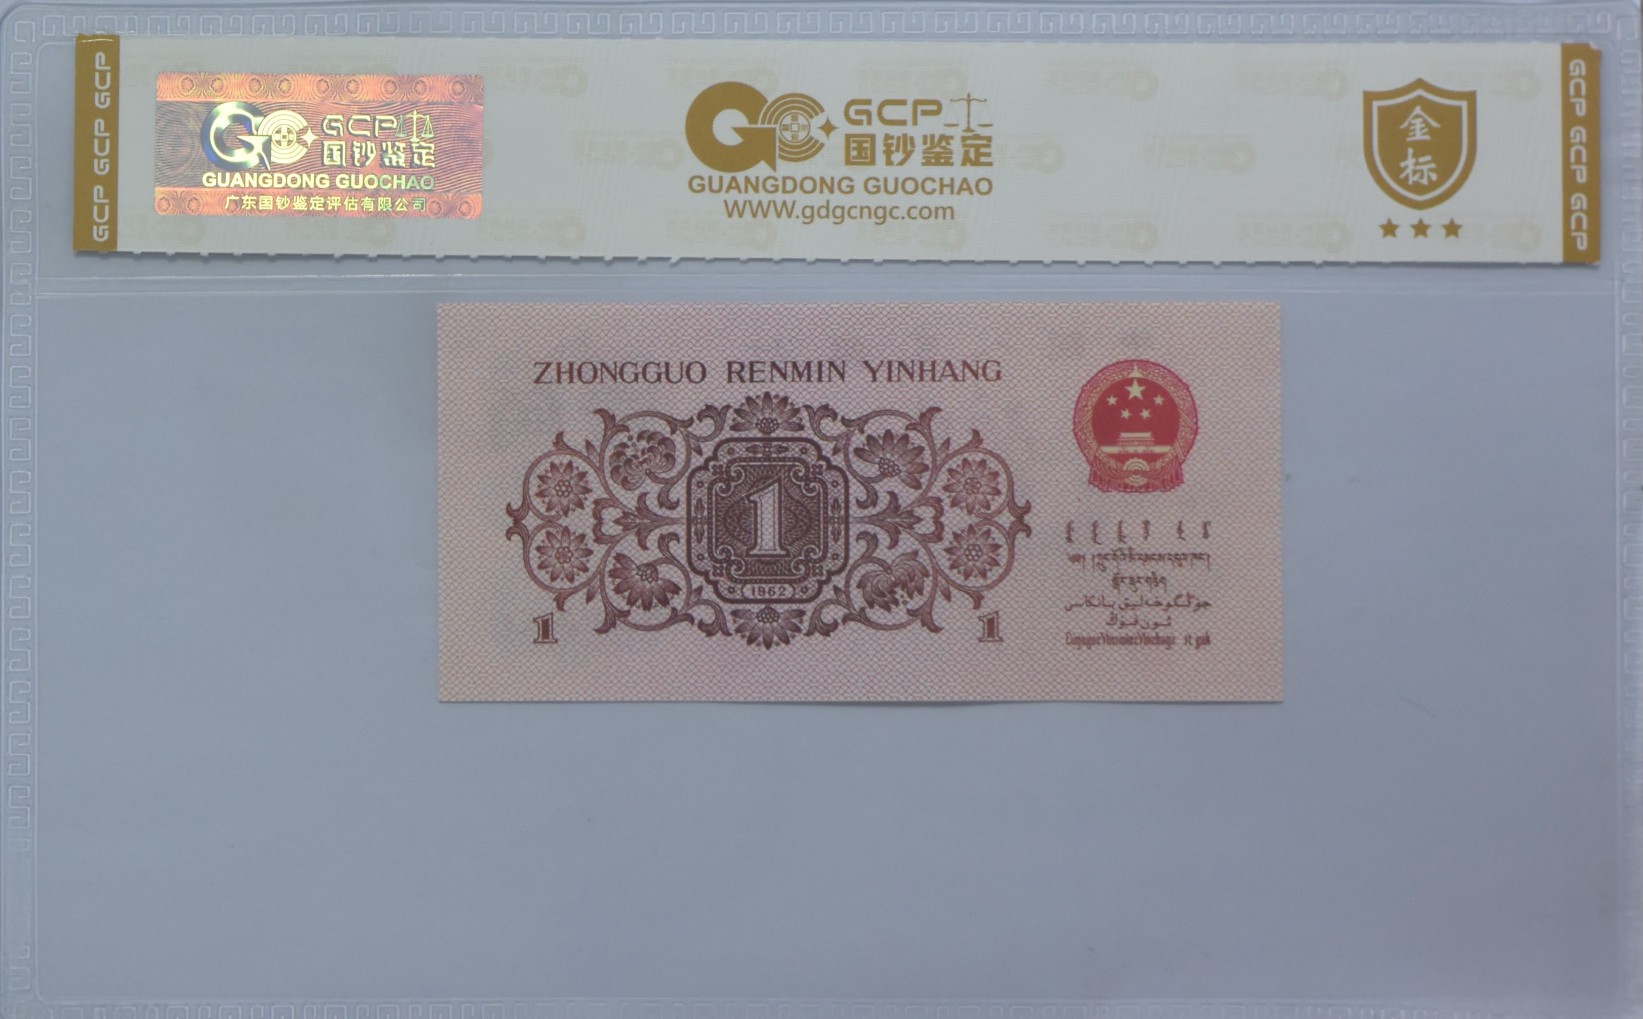 GCP GCP GCP
GCP
国钞鉴定
GUANGDONG GUOCHAO
广东国钞鉴定评估有限公司
GCP
国钞鉴定
GUANGDONG GUOCHAO
WWW.gdgcngc.com
金标
GCP GCP GCP
ZHONGGUO RENMIN YINHANG
1
1962
1
1